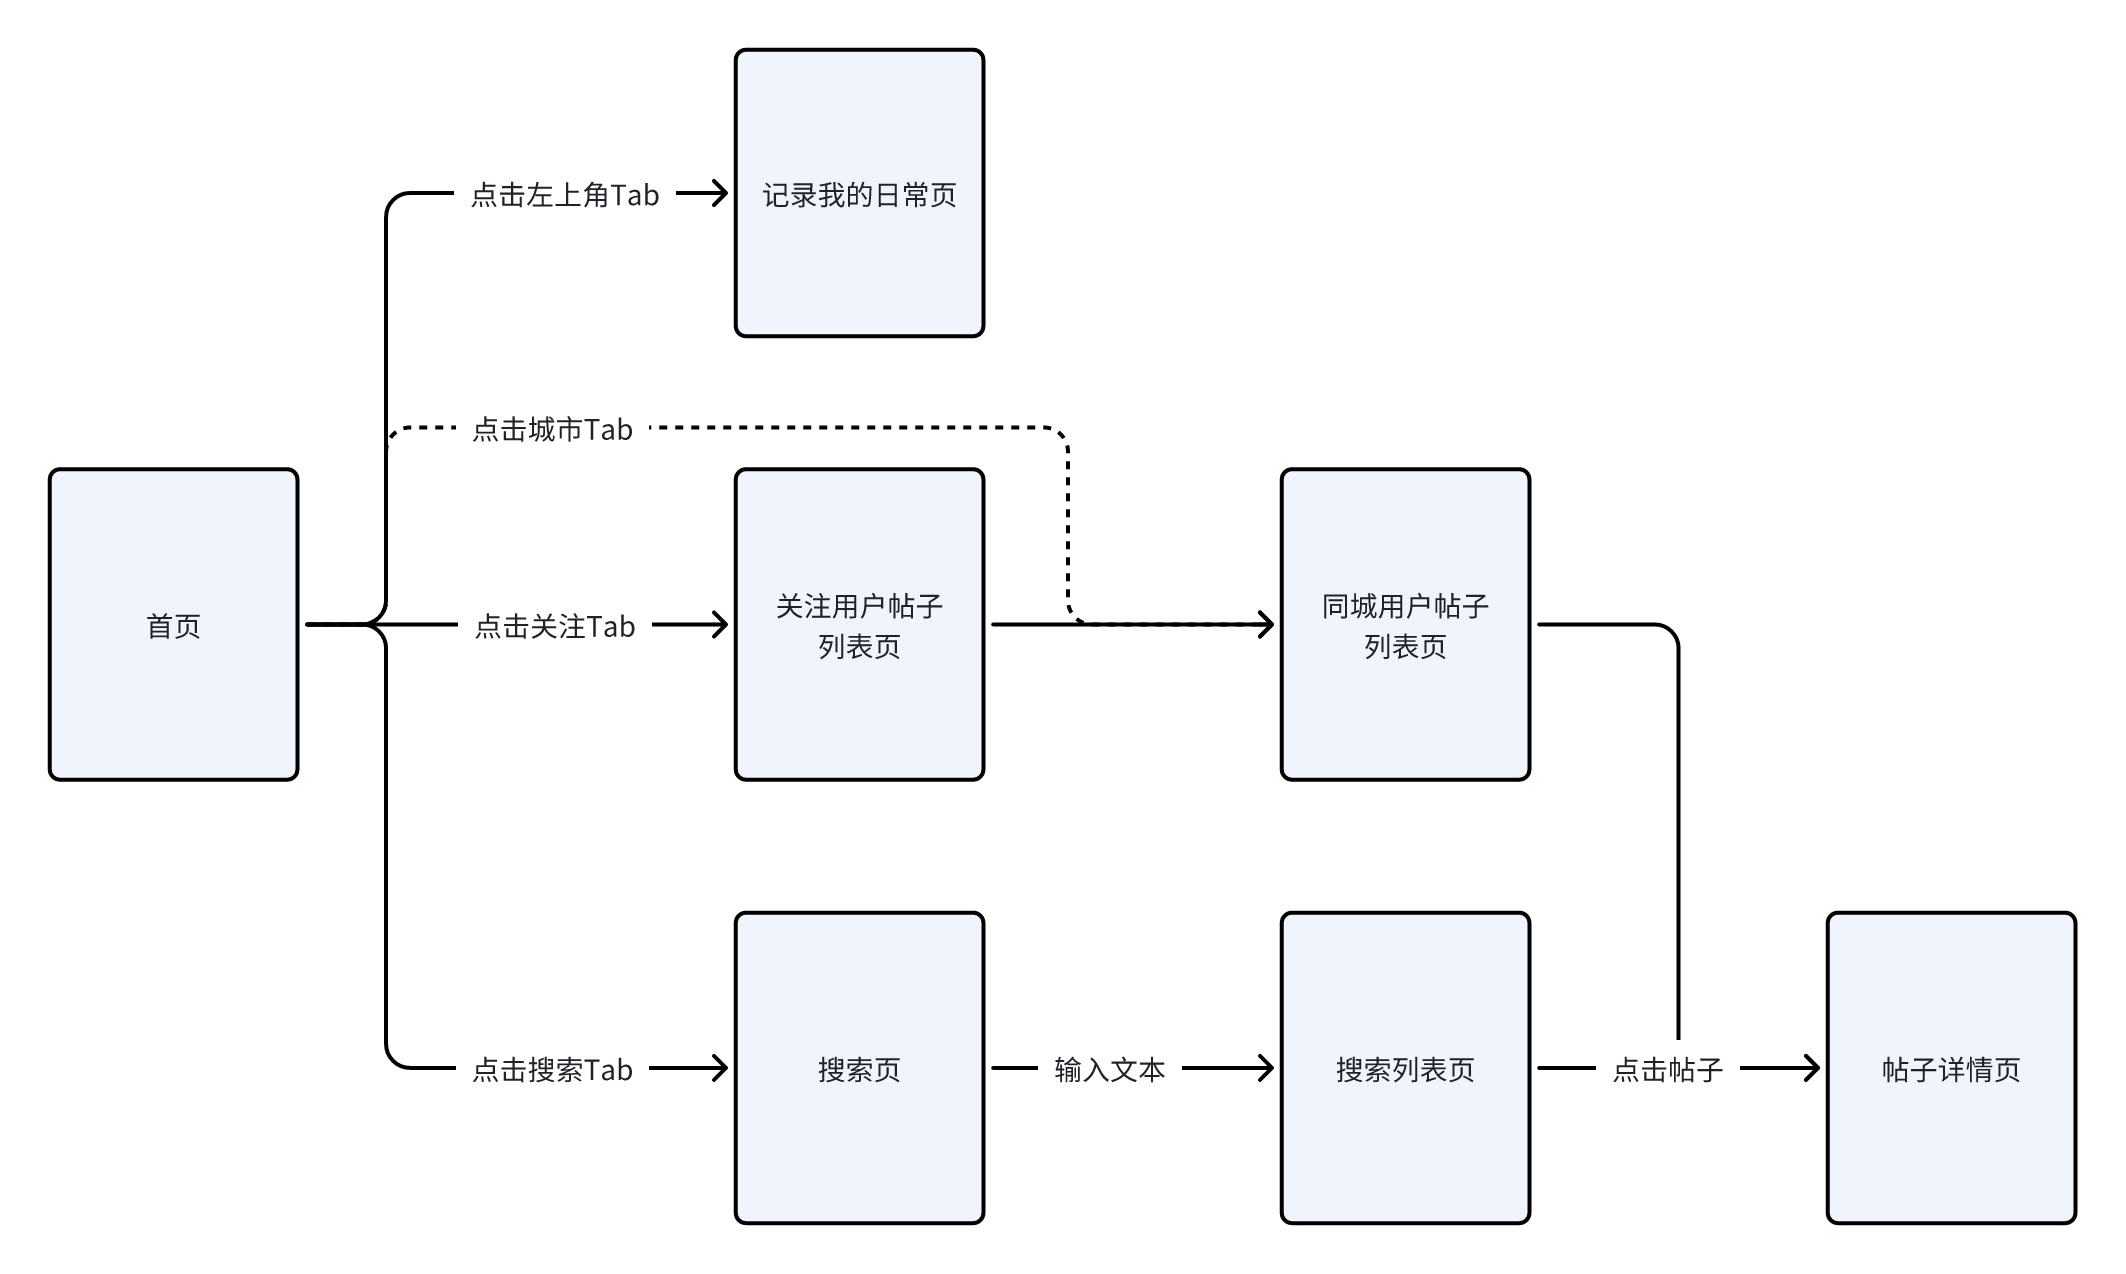 点击左上角Tab
记录我的日常页
点击城市Tab
首页
点击关注Tab
关注用户帖子
列表页
同城用户帖子
列表页
点击搜索Tab
搜索页
输入文本
搜索列表页
点击帖子
帖子详情页